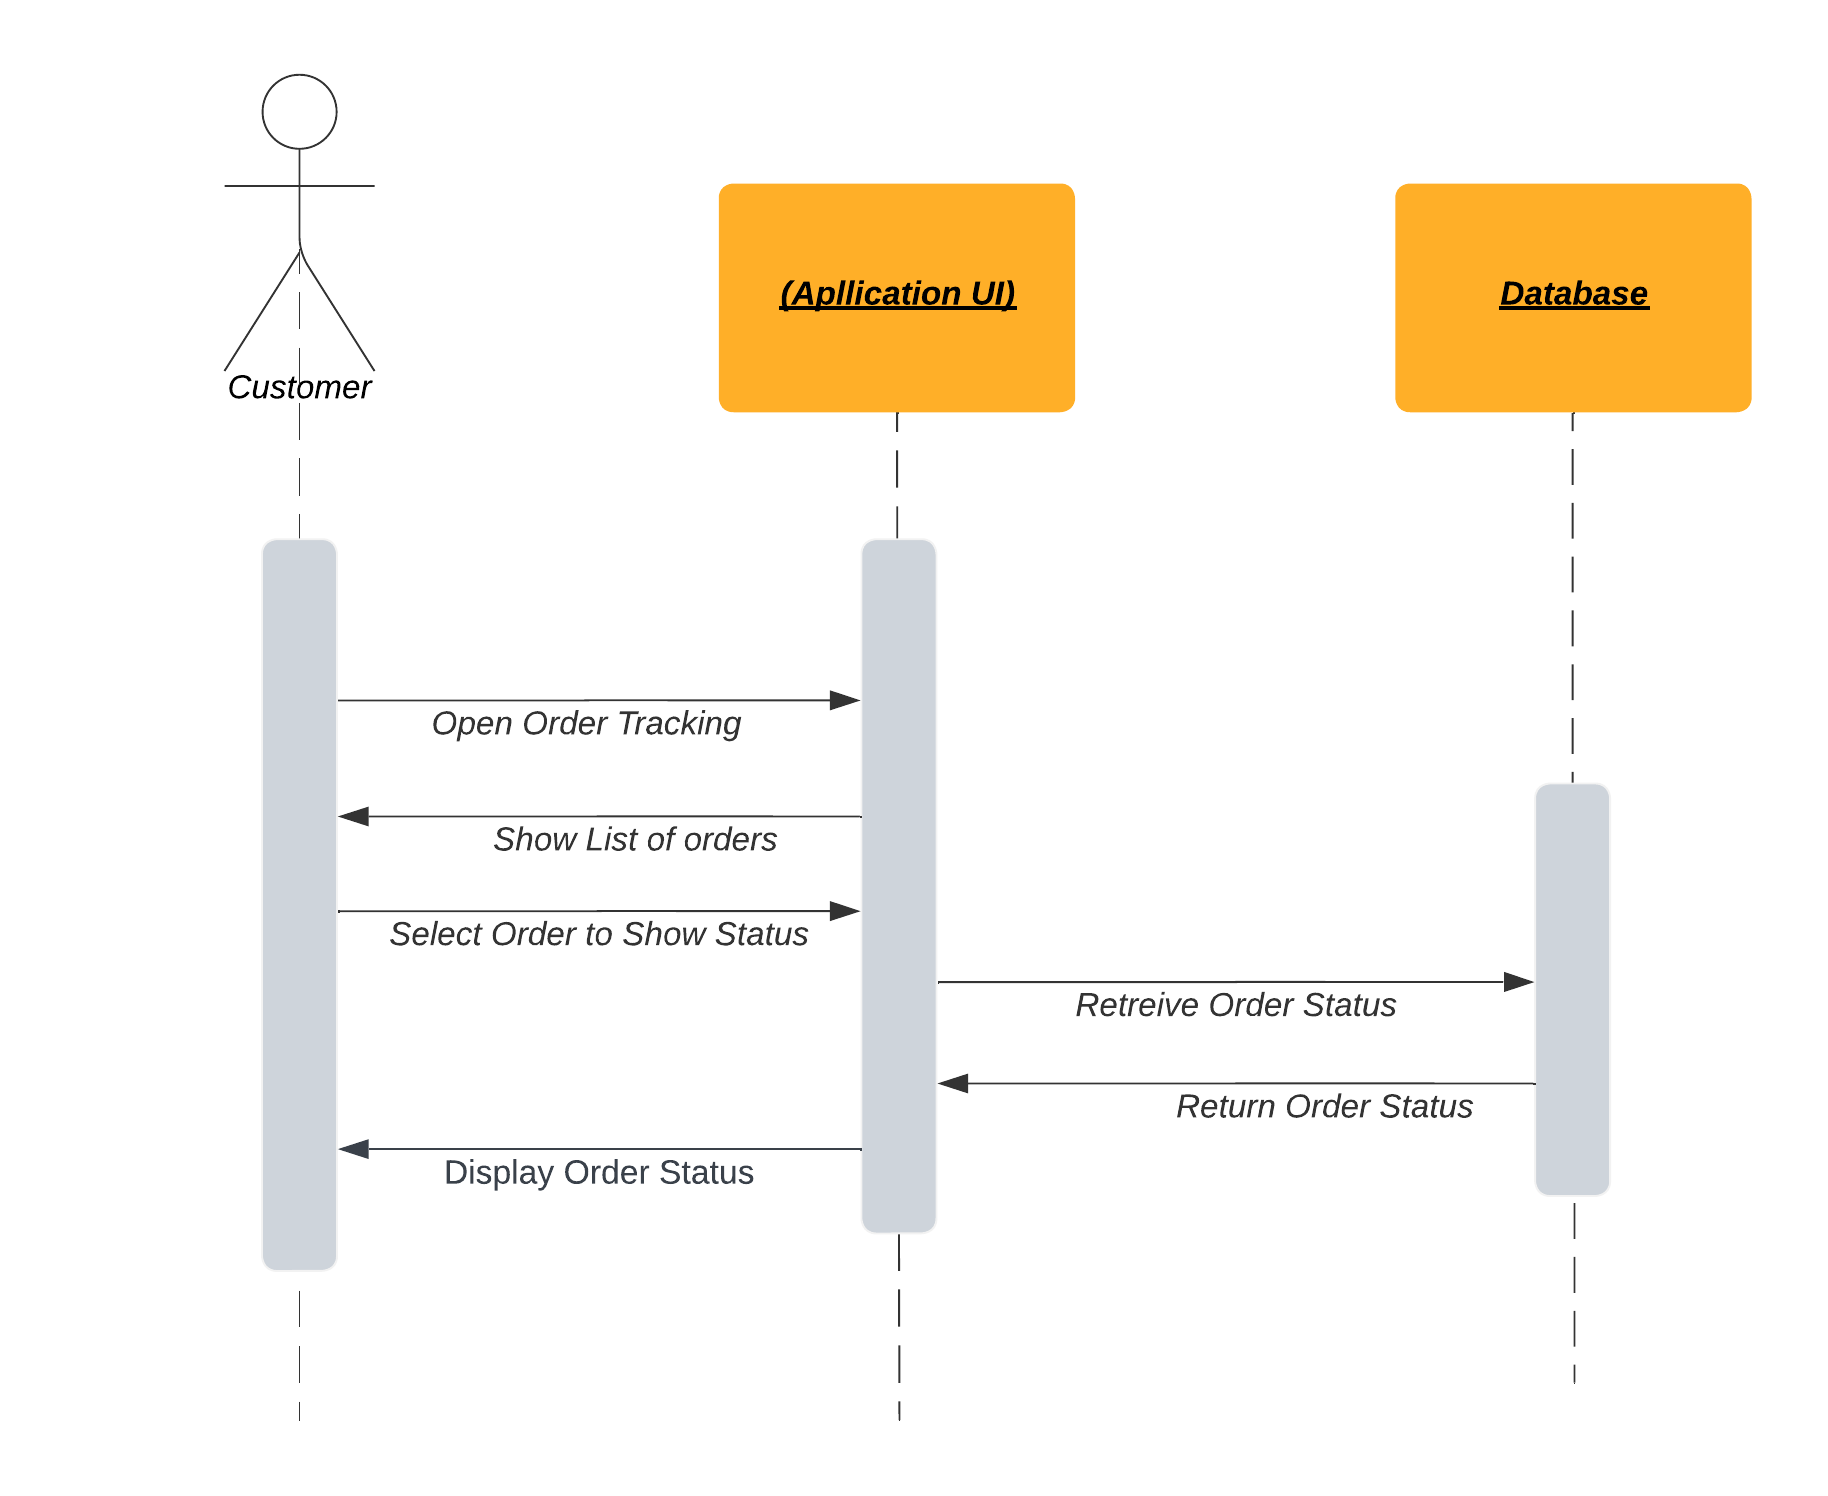 (Apllication UI)
Database
Customer
Open Order Tracking
Show List of orders
Select Order to Show Status
Retreive Order Status
Return Order Status
Display Order Status